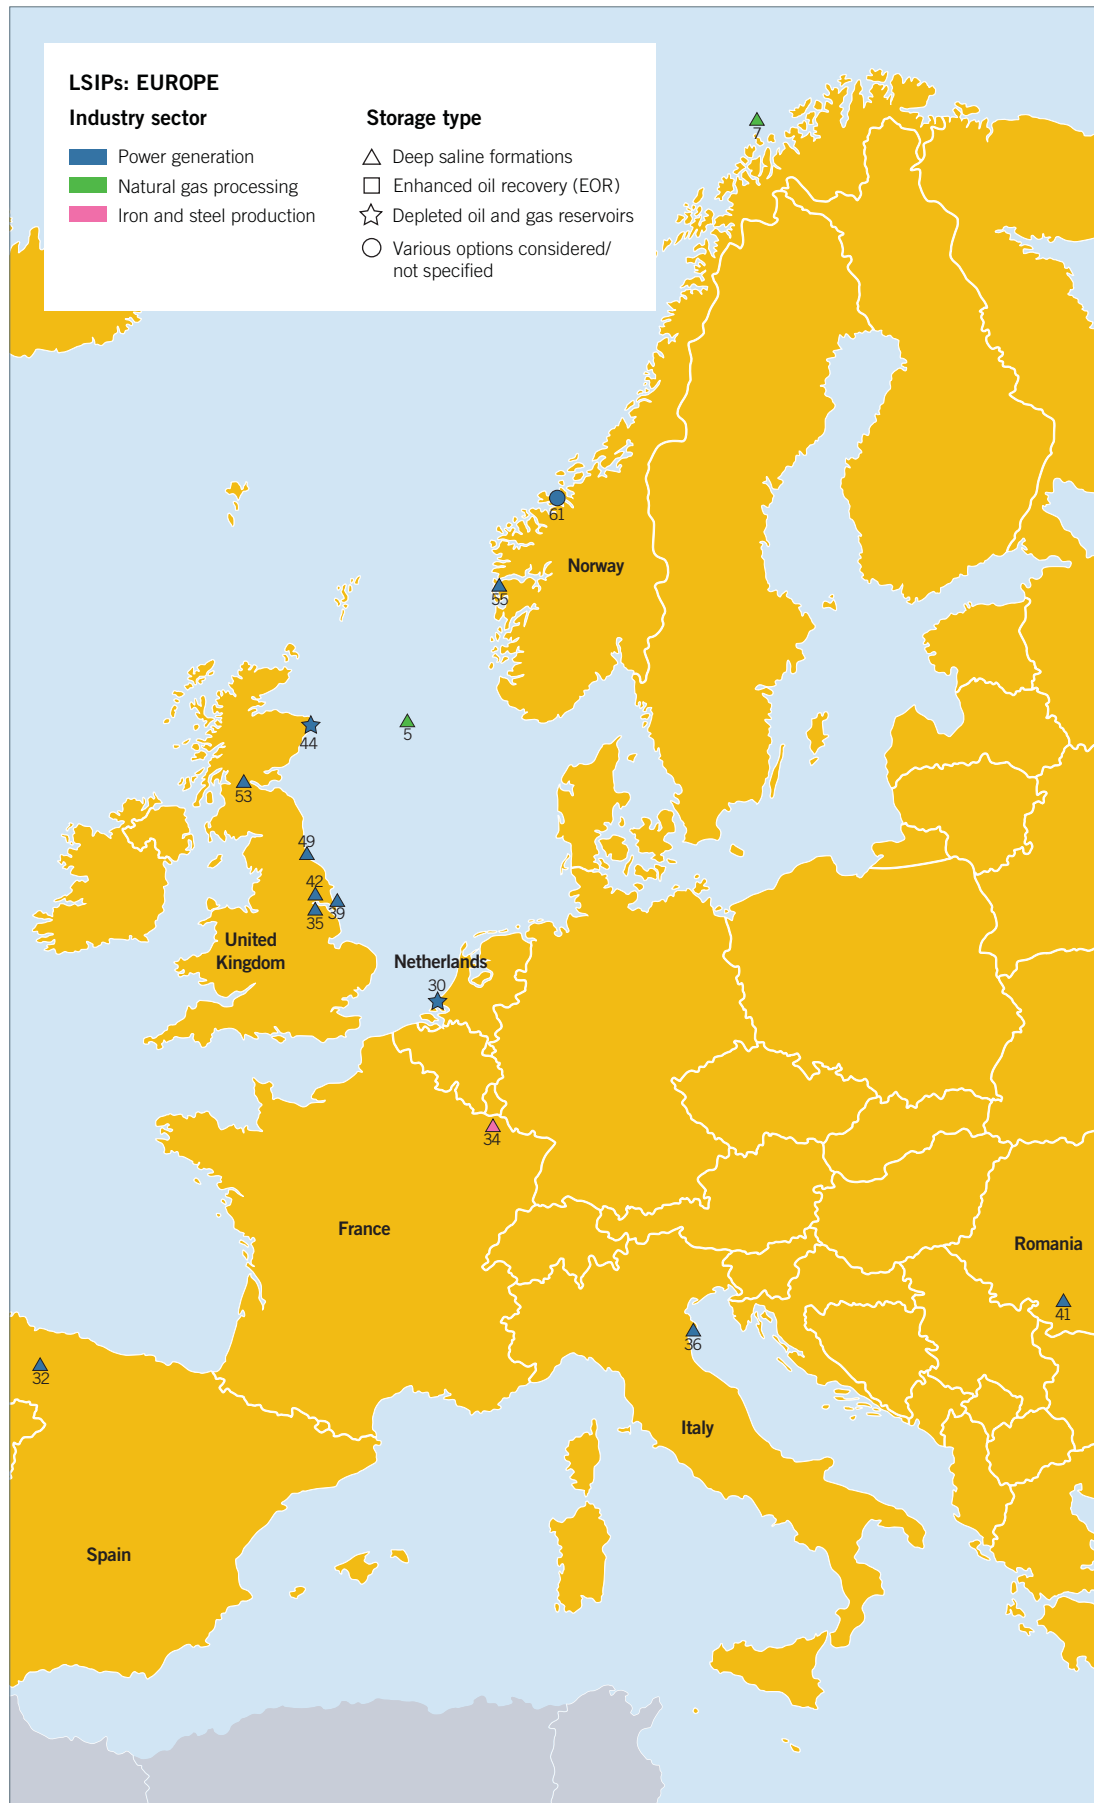 LSIPs: EUROPE
Industry sector
Power generation
Natural gas processing
Iron and steel production
Storage type
Deep saline formations
Enhanced oil recovery (EOR)
Depleted oil and gas reservoirs
Various options considered/
not specified
7
61
Norway
55
44
5
53
49
42
39
35
United
Kingdom
Netherlands
30
34
France
Romania
41
36
32
Italy
Spain